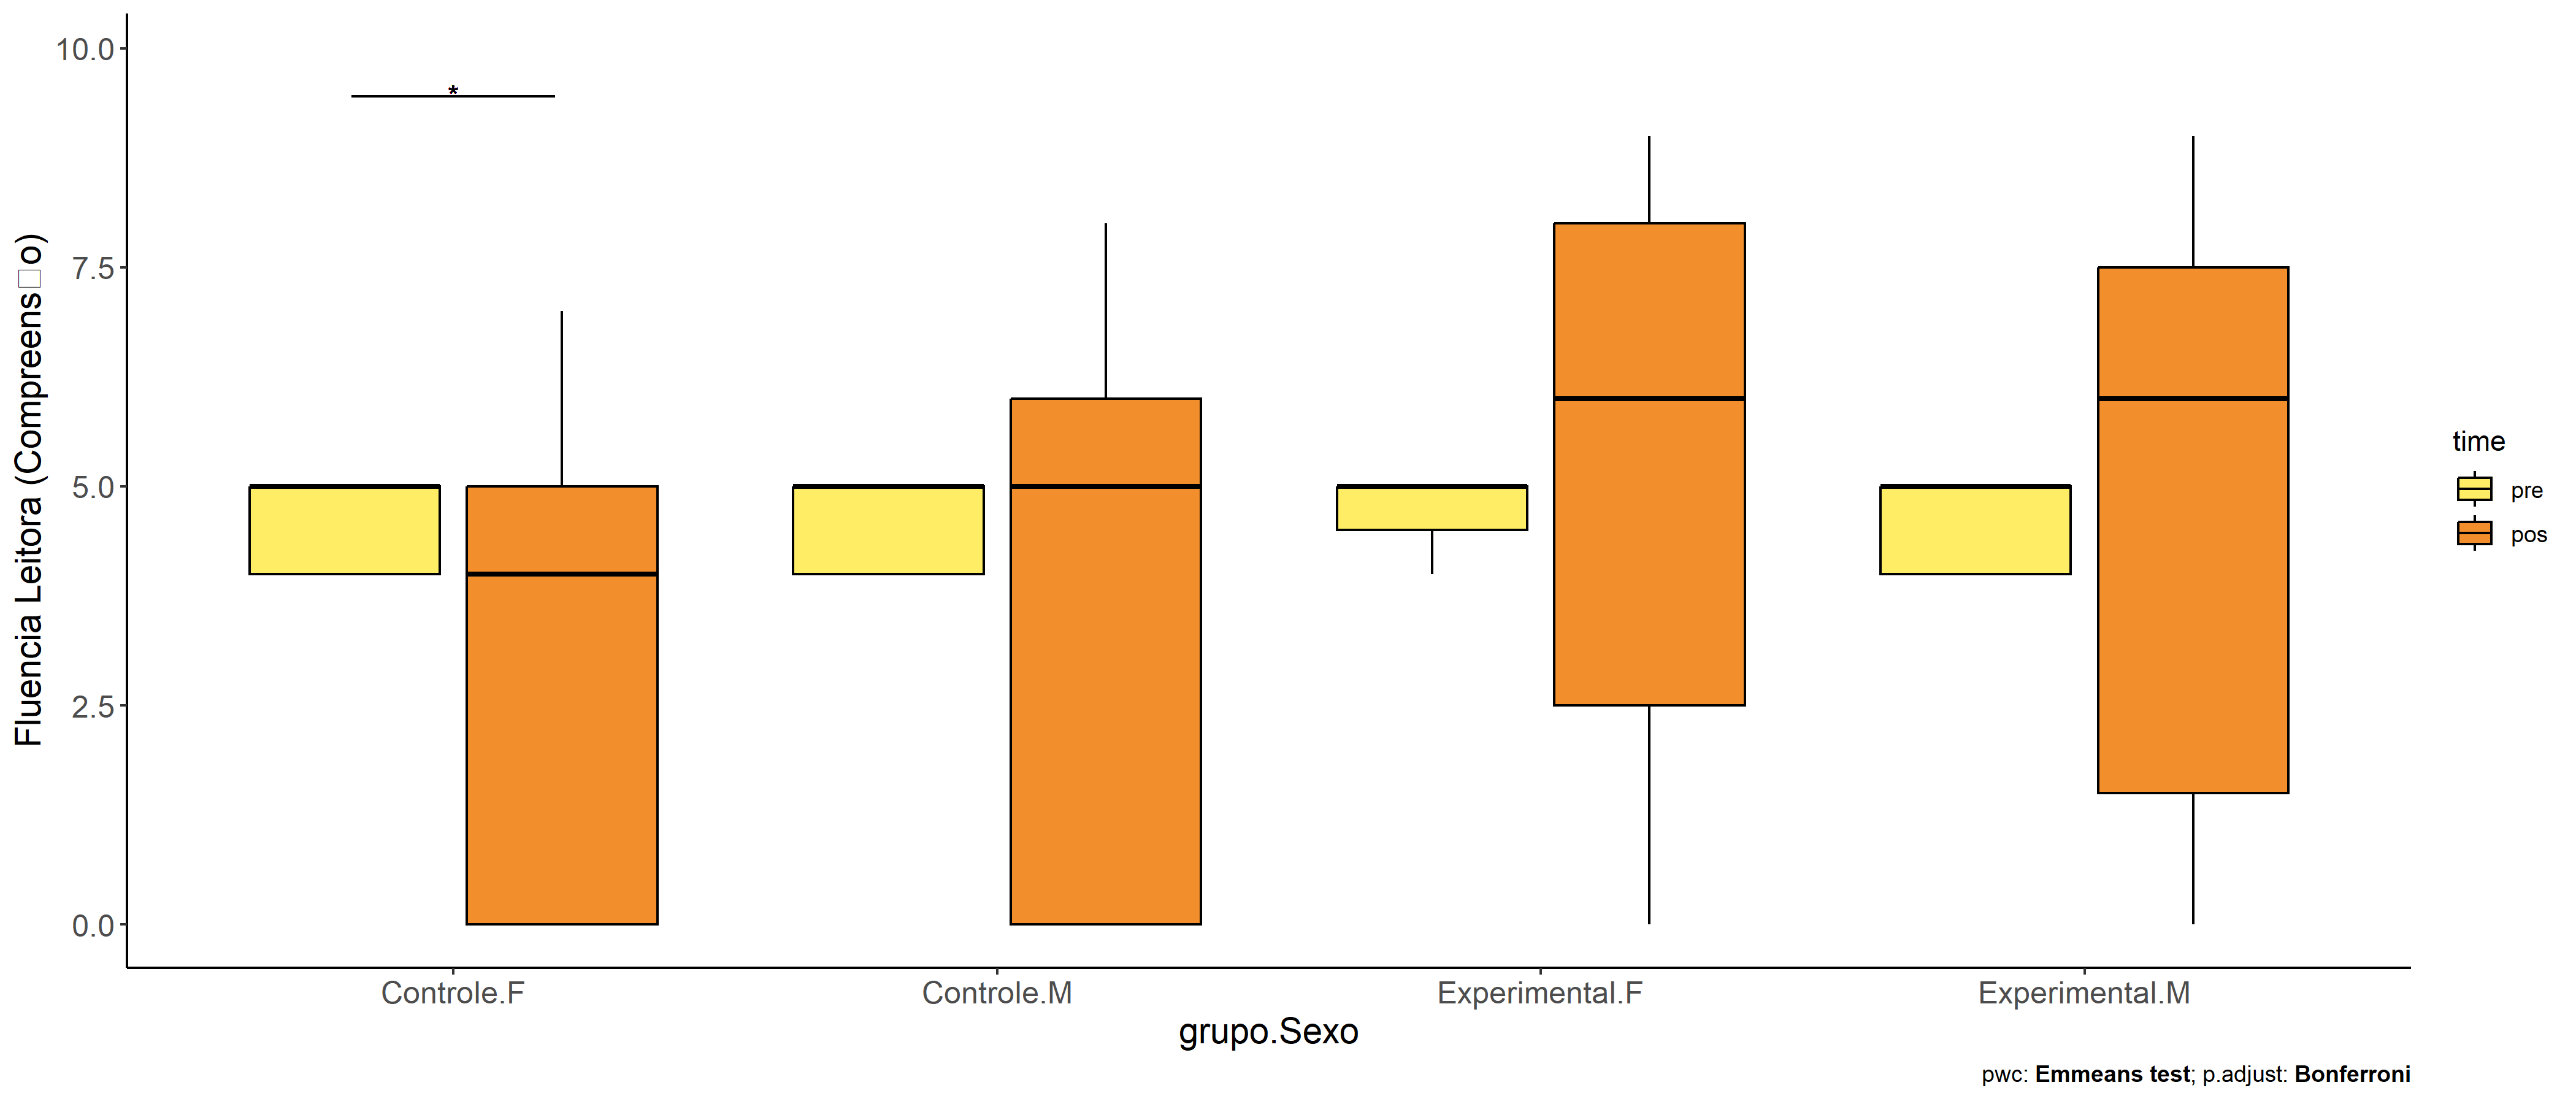 Fluencia Leitora (Compreens□o)
10.0
7.5
5.0
2.5
0.0
*
Controle.F
Controle.M
Experimental.F
Experimental.M
grupo.Sexo
time
pre
pos
pwc: Emmeans test; p.adjust: Bonferroni